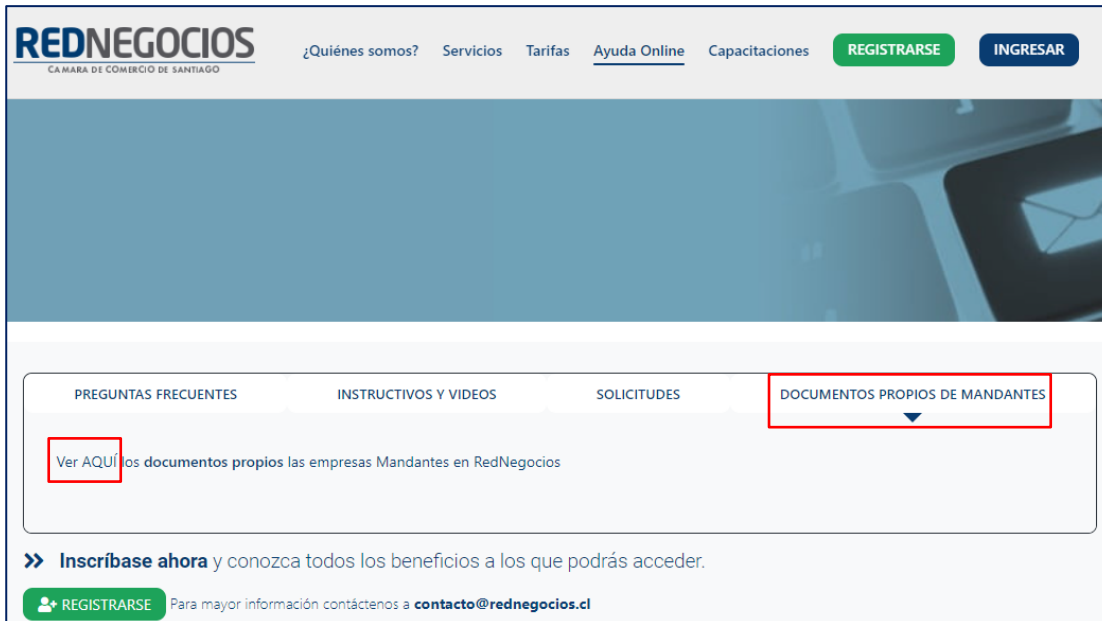 REDNEGOCIOS
CAMARA DE COMERCIO DE SANTIAGO
¿Quiénes somos? Servicios Tarifas Ayuda Online Capacitaciones REGISTRARSE INGRESAR
PREGUNTAS FRECUENTES INSTRUCTIVOS Y VIDEOS SOLICITUDES DOCUMENTOS PROPIOS DE MANDANTES
Ver AQUÍ los documentos propios las empresas Mandantes en RedNegocios
Inscríbase ahora y conozca todos los beneficios a los que podrás acceder.
REGISTRARSE Para mayor información contáctenos a contacto@rednegocios.cl